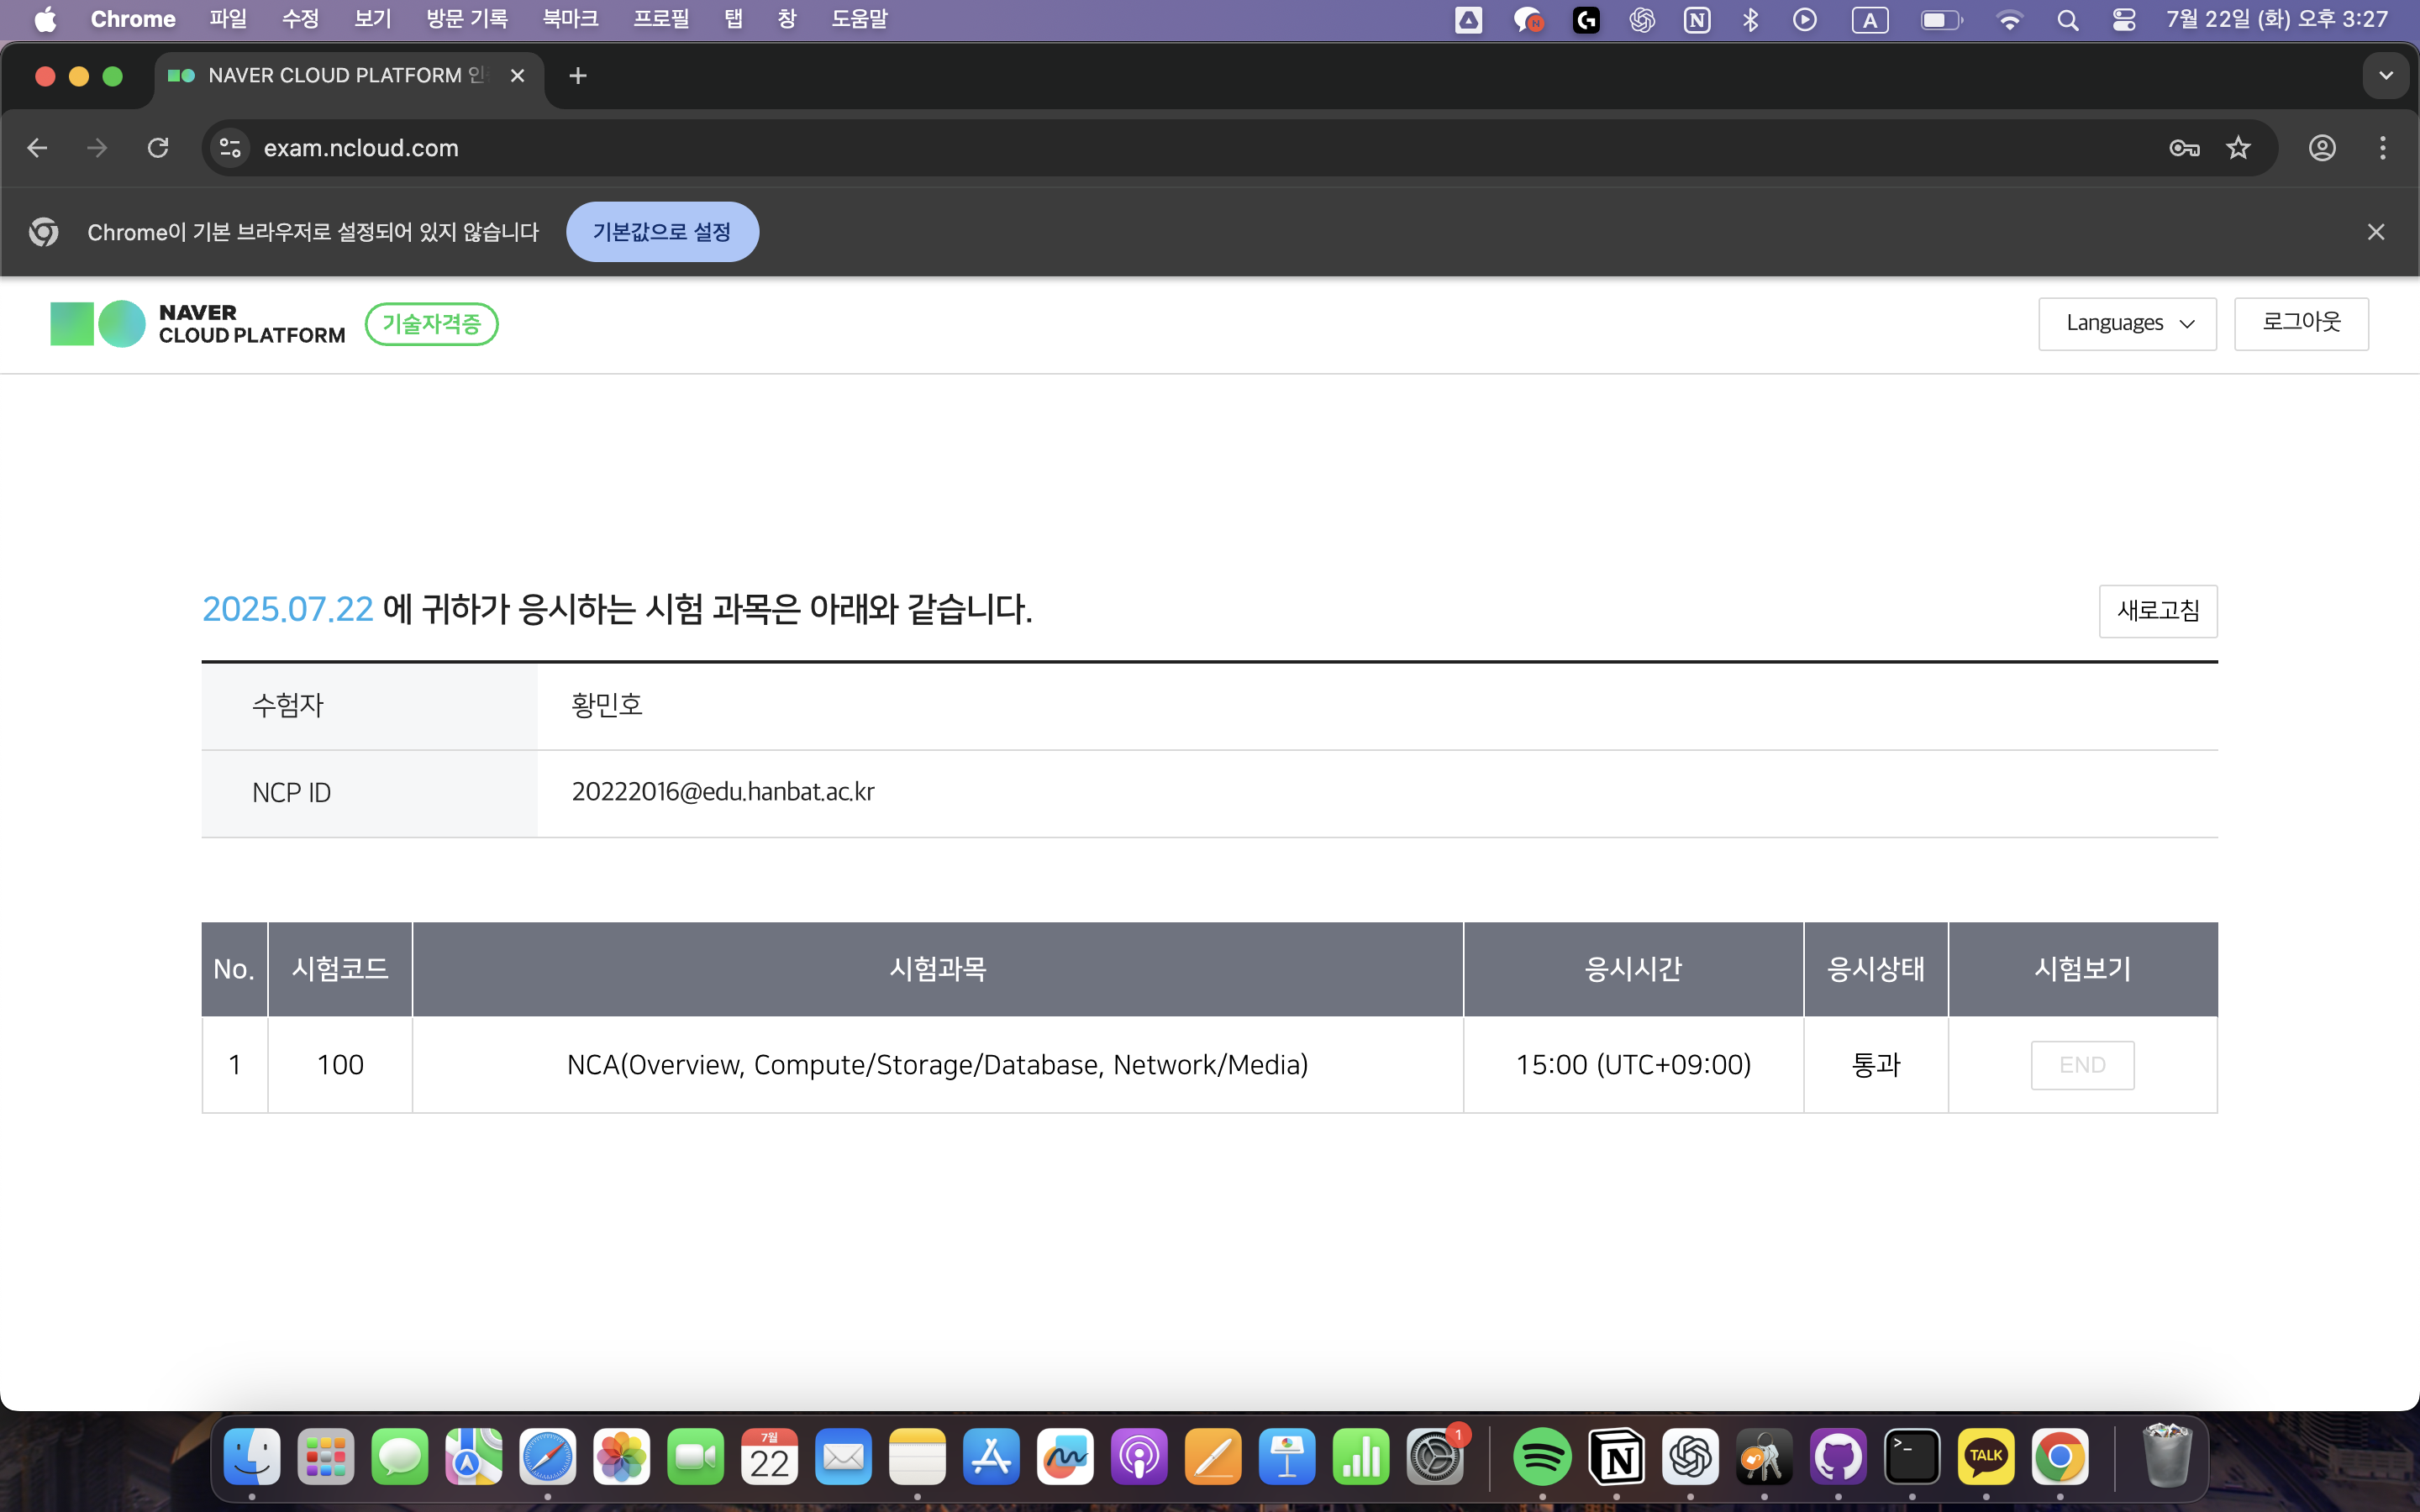 Chrome 파일 수정 보기 방문 기록 북마크 프로필 탭 창 도움말 N N A 7월 22일 (화) 오후 3:27
NAVER CLOUD PLATFORM
exam.ncloud.com
Chrome이 기본 브라우저로 설정되어 있지 않습니다 기본값으로 설정
NAVER
CLOUD PLATFORM 기술자격증 Languages 로그아웃
2025.07.22 에 귀하가 응시하는 시험 과목은 아래와 같습니다. 새로고침
수험자 황민호
NCP ID 20222016@edu.hanbat.ac.kr
No. 시험코드 시험과목 응시시간 응시상태 시험보기
1 100 NCA(Overview, Compute/Storage/Database, Network/Media) 15:00 (UTC+09:00) 통과 END
7월
22
1
N
>_
TALK